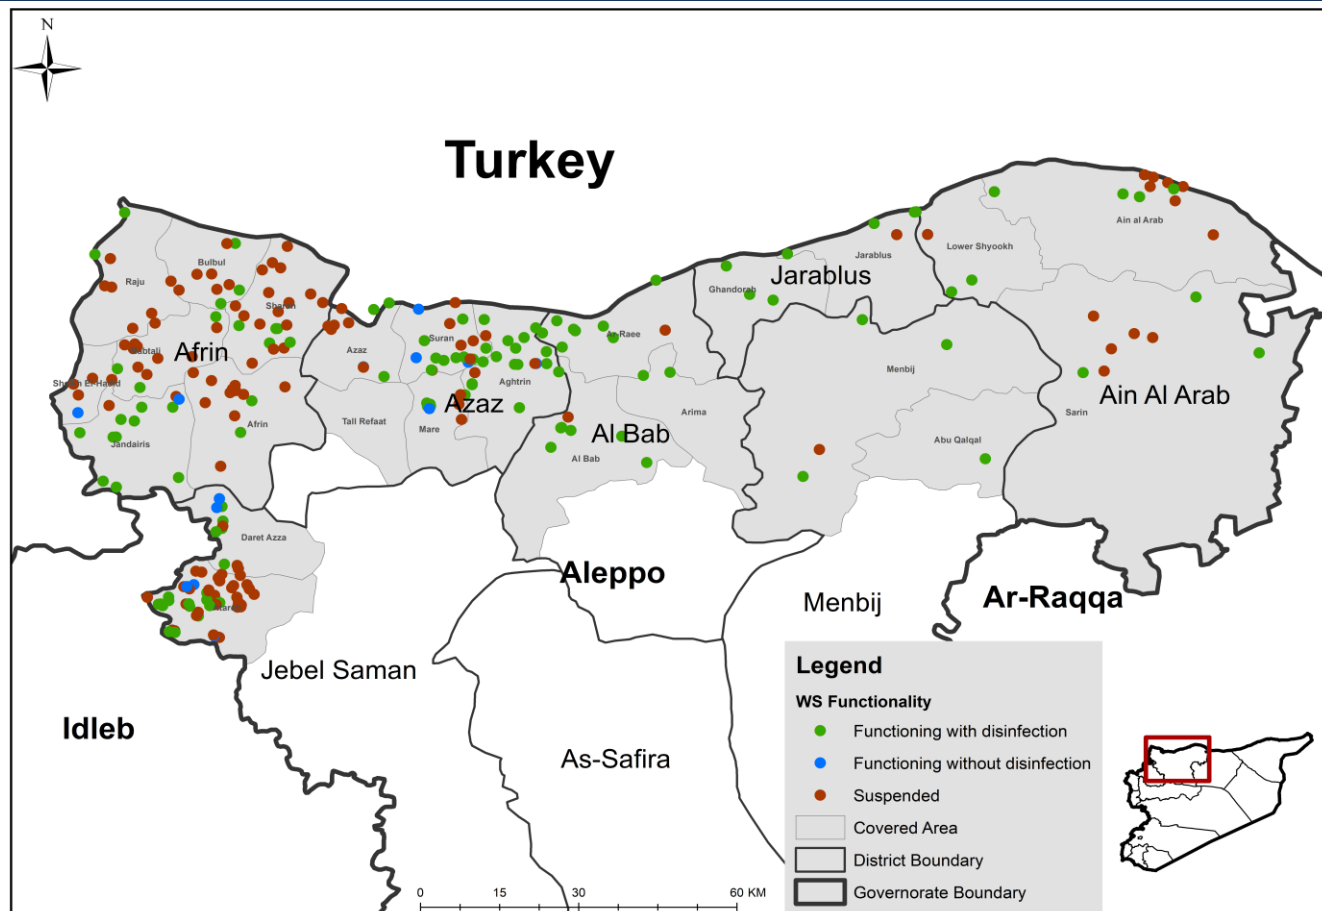 N
Turkey
Ain al Arab
Lower Shyookh
Jarablus
Bulbul
Raju
Jarablus
Ghandorah
Sharan
Suran
Ar-Raee
Azaz
Afrin
Menbij
Aghtrin
Ain Al Arab
Azaz
Sarin
Arima
Tall Refaat
Mare
Afrin
Al Bab
Abu Qalqal
Jandairis
Al Bab
Daret Azza
Aleppo
Ar-Raqqa
Menbij
Jebel Saman
Idleb
As-Safira
Legend
WS Functionality
Functioning with disinfection
Functioning without disinfection
Suspended
Covered Area
District Boundary
Governorate Boundary
0 15 30 60 KM